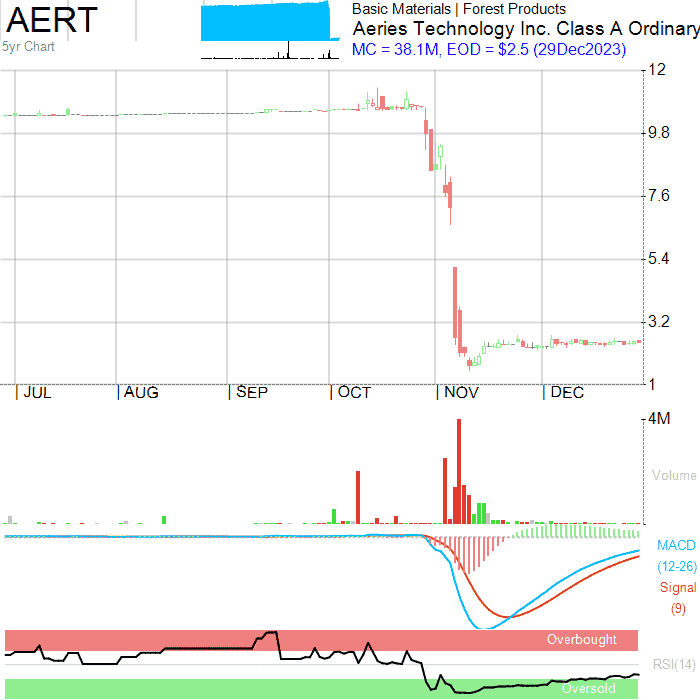 AERT
5yr Chart
Basic Materials | Forest Products
Aeries Technology Inc. Class A Ordinary
MC = 38.1M, EOD = $2.5 (29Dec2023)
12
9.8
7.6
5.4
3.2
1
JUL AUG SEP OCT NOV DEC
4M
Volume
MACD
(12-26)
Signal
(9)
Overbought
RSI(14)
Oversold